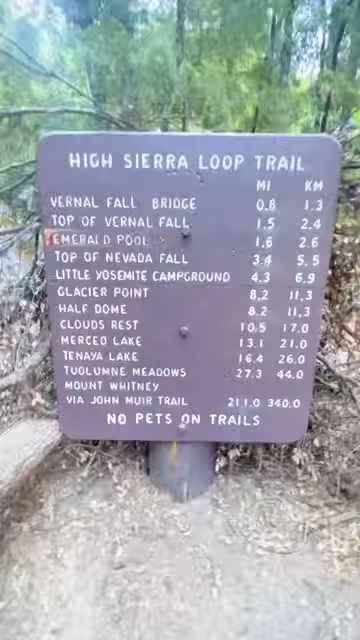 HIGH SIERRA LOOP TRAIL
MI KM
VERNAL FALL BRIDGE 0.8 1.3
TOP OF VERNAL FALL 1.5 2.4
EMERALD POOL 1.6 2.6
TOP OF NEVADA FALL 3.4 5.5
LITTLE YOSEMITE CAMPGROUND 4.3 6.9
GLACIER POINT 8.2 11.3
HALF DOME 8.2 11.3
CLOUDS REST 10.5 17.0
MERCED LAKE 13.1 21.0
TENAYA LAKE 16.4 26.0
TUOLUMNE MEADOWS 27.3 44.0
MOUNT WHITNEY
VIA JOHN MUIR TRAIL 211.0 340.0
NO PETS ON TRAILS